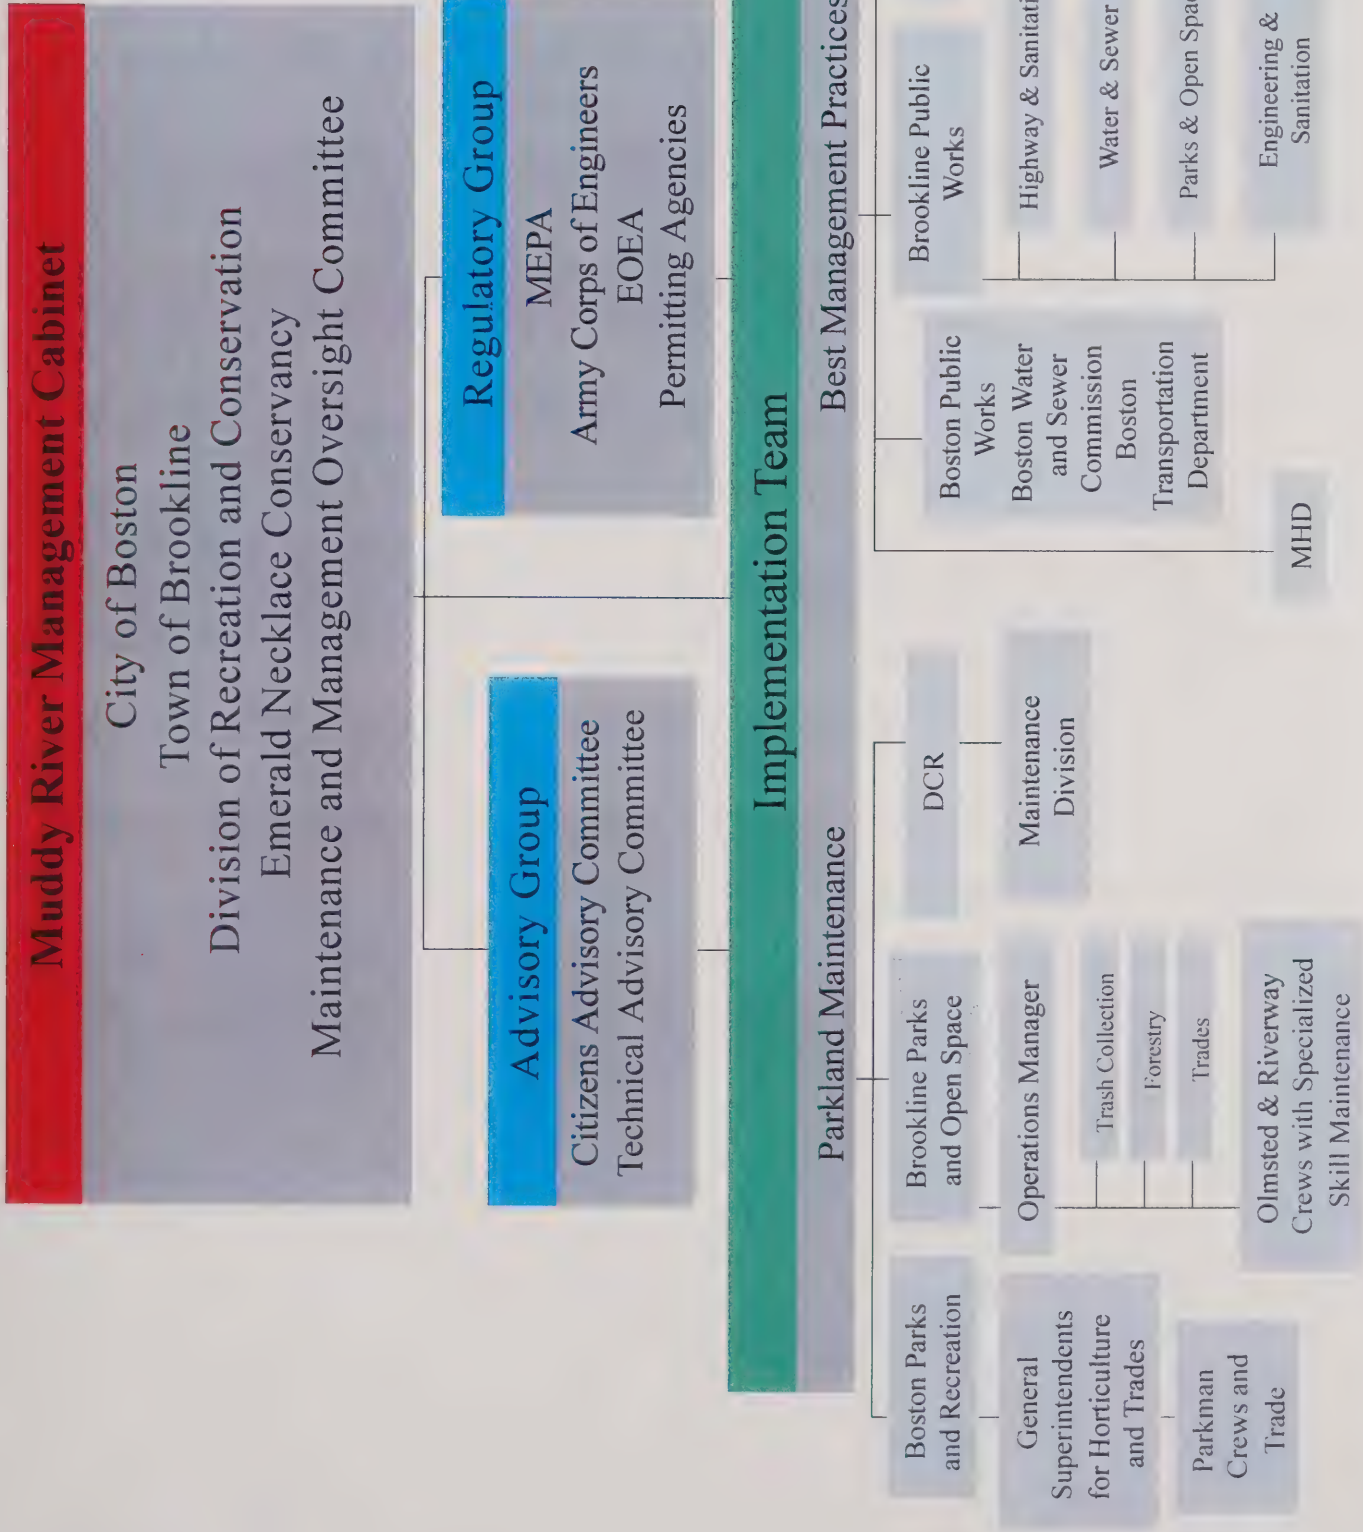 Muddy River Management Cabinet
City of Boston
Town of Brookline
Division of Recreation and Conservation
Emerald Necklace Conservancy
Maintenance and Management Oversight Committee
Advisory Group
Citizens Advisory Committee
Technical Advisory Committee
Regulatory Group
MEPA
Army Corps of Engineers
EOEA
Permitting Agencies
Implementation Team
Parkland Maintenance
Best Management Practices
Boston Parks
and Recreation
General
Superintendents
for Horticulture
and Trades
Parkman
Crews and
Trade
Brookline Parks
and Open Space
Operations Manager
Trash Collection
Forestry
Trades
Olmsted & Riverway
Crews with Specialized
Skill Maintenance
DCR
Maintenance
Division
MHD
Boston Public
Works
Boston Water
and Sewer
Commission
Boston
Transportation
Department
Brookline Public
Works
Highway & Sanitati
Water & Sewer
Parks & Open Spac
Engineering &
Sanitation